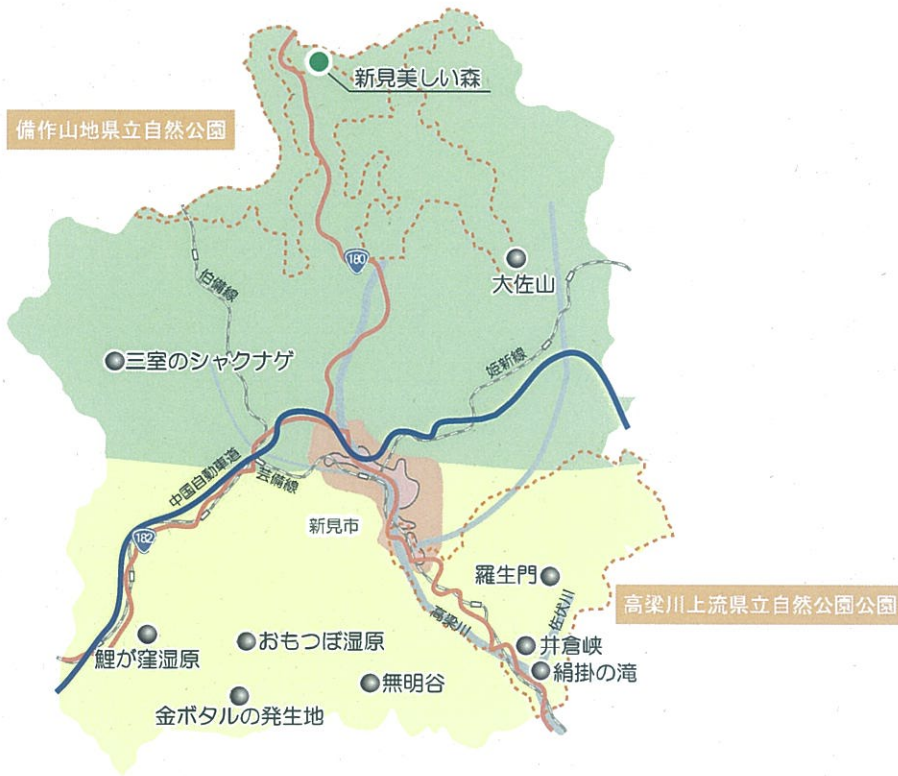 新見美しい森
備作山地県立自然公園
180
大佐山
伯備線
三室のシャクナゲ
姫新線
中国自動車道
芸備線
新見市
182
羅生門
高梁川上流県立自然公園公園
佐伏川
高梁川
鯉が窪湿原
おもつぼ湿原
井倉峡
絹掛の滝
無明谷
金ボタルの発生地